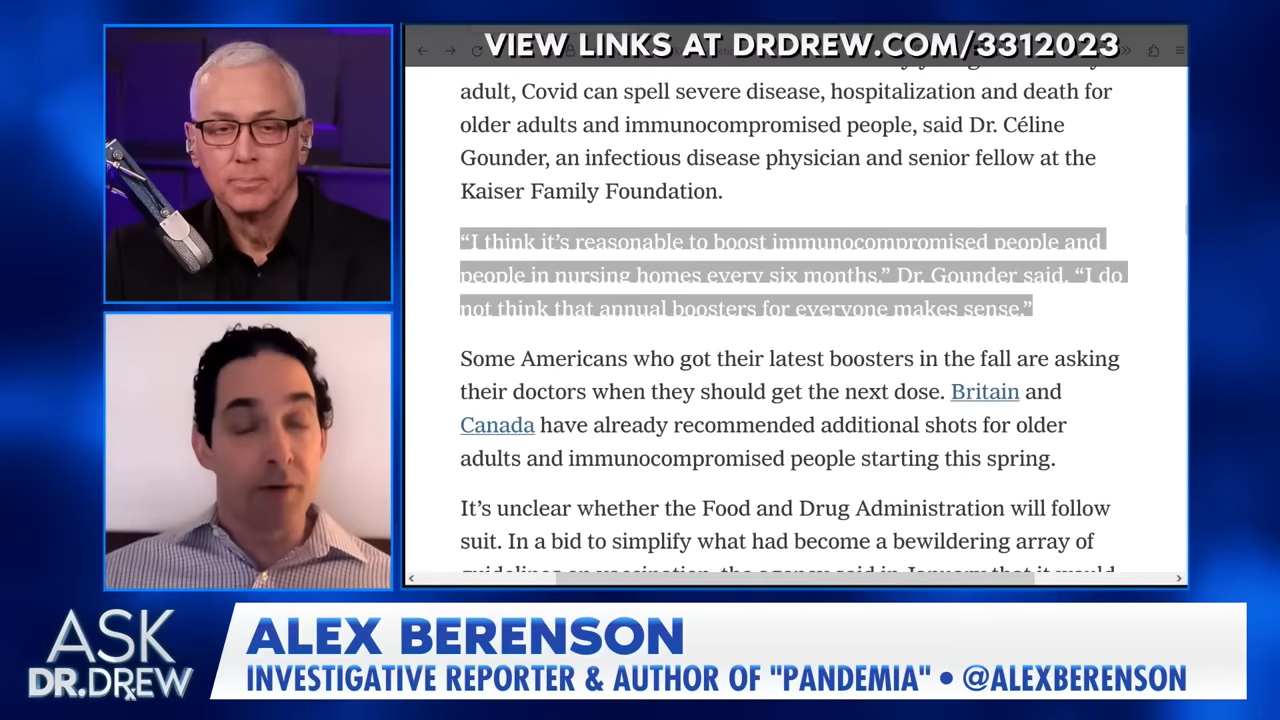 VIEW LINKS AT DRDREW.COM/3312023
adult, Covid can spell severe disease, hospitalization and death for
older adults and immunocompromised people, said Dr. Céline
Gounder, an infectious disease physician and senior fellow at the
Kaiser Family Foundation.
“I think it’s reasonable to boost immunocompromised people and
people in nursing homes every six months,” Dr. Gounder said. “I do
not think that annual boosters for everyone makes sense.”
Some Americans who got their latest boosters in the fall are asking
their doctors when they should get the next dose. Britain and
Canada have already recommended additional shots for older
adults and immunocompromised people starting this spring.
It’s unclear whether the Food and Drug Administration will follow
suit. In a bid to simplify what had become a bewildering array of
ASK
DR.DREW
ALEX BERENSON
INVESTIGATIVE REPORTER & AUTHOR OF "PANDEMIA" • @ALEXBERENSON